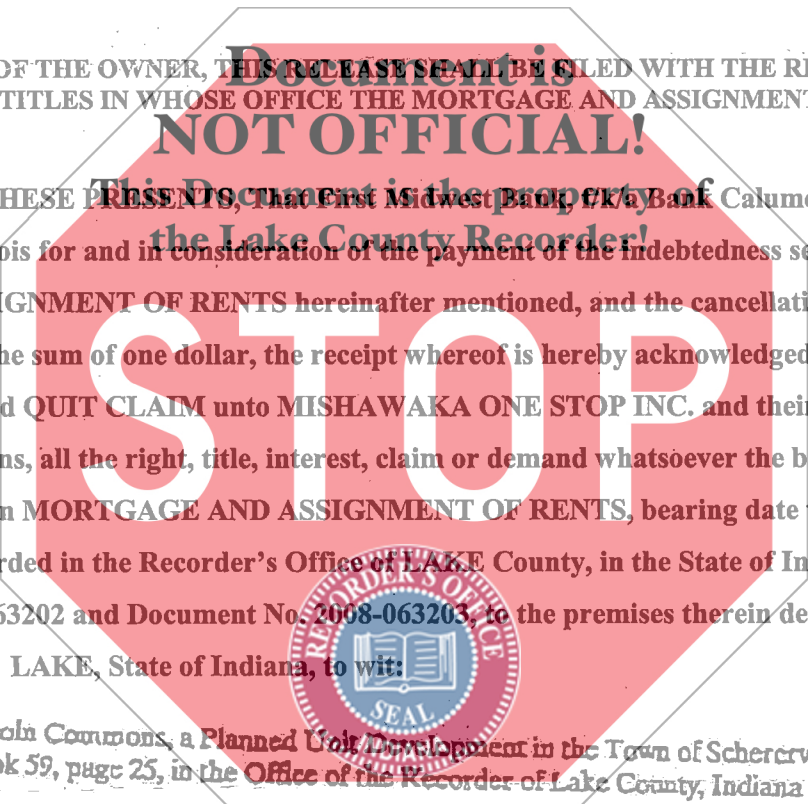 OF THE OWNER, THIS RELEASE SHALL BE FILED WITH THE RE
TITLES IN WHOSE OFFICE THE MORTGAGE AND ASSIGNMENT
Document is
NOT OFFICIAL!
This Document is the property of
the Lake County Recorder!
HESE PRESENTS, That First Midwest Bank, f/k/a Bank Calume
ois for and in consideration of the payment of the indebtedness se
IGNMENT OF RENTS hereinafter mentioned, and the cancellati
he sum of one dollar, the receipt whereof is hereby acknowledged
d QUIT CLAIM unto MISHAWAKA ONE STOP INC. and their
ns, all the right, title, interest, claim or demand whatsoever the b
n MORTGAGE AND ASSIGNMENT OF RENTS, bearing date
rded in the Recorder's Office of LAKE County, in the State of In
63202 and Document No. 2008-063203, to the premises therein de
LAKE, State of Indiana, to wit:
oln Commons, a Planned Unit Development in the Town of Scherery
ok 59, page 25, in the Office of the Recorder of Lake County, Indiana
STOP
RECORDER'S OFFICE
SEAL